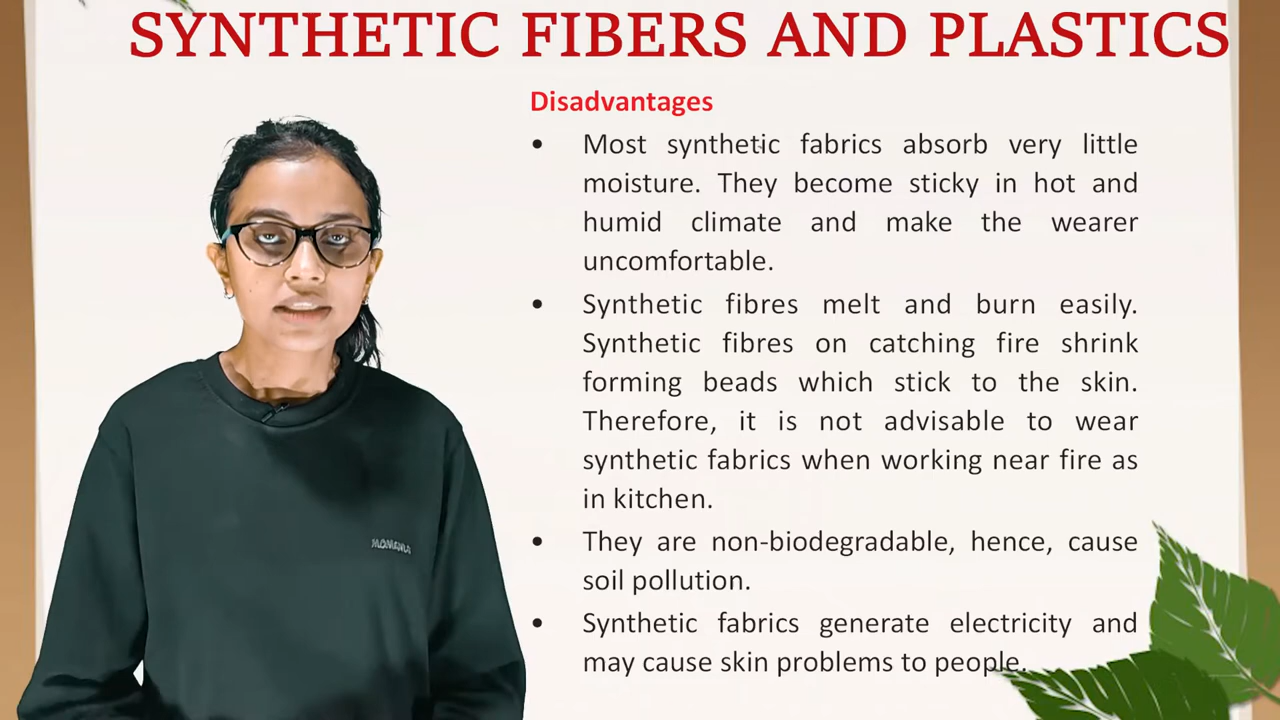 SYNTHETIC FIBERS AND PLASTICS
Disadvantages
• Most synthetic fabrics absorb very little
moisture. They become sticky in hot and
humid climate and make the wearer
uncomfortable.
• Synthetic fibres melt and burn easily.
Synthetic fibres on catching fire shrink
forming beads which stick to the skin.
Therefore, it is not advisable to wear
synthetic fabrics when working near fire as
in kitchen.
• They are non-biodegradable, hence, cause
soil pollution.
• Synthetic fabrics generate electricity and
may cause skin problems to people.